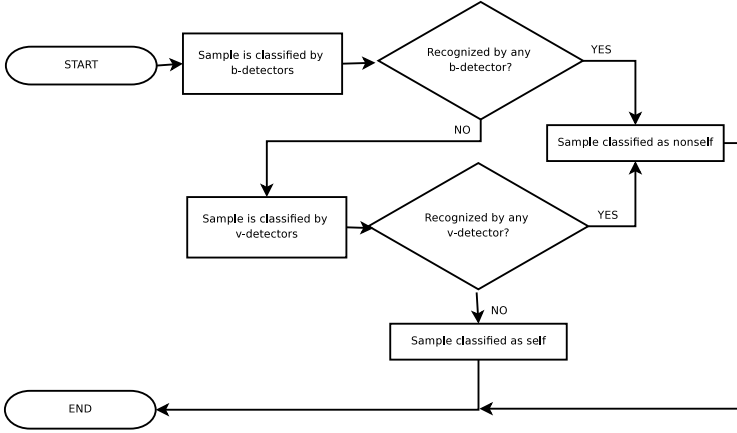 START
Sample is classified by
b-detectors
Recognized by any
b-detector?
YES
NO
Sample classified as nonself
Sample is classified by
v-detectors
Recognized by any
v-detector?
YES
NO
Sample classified as self
END